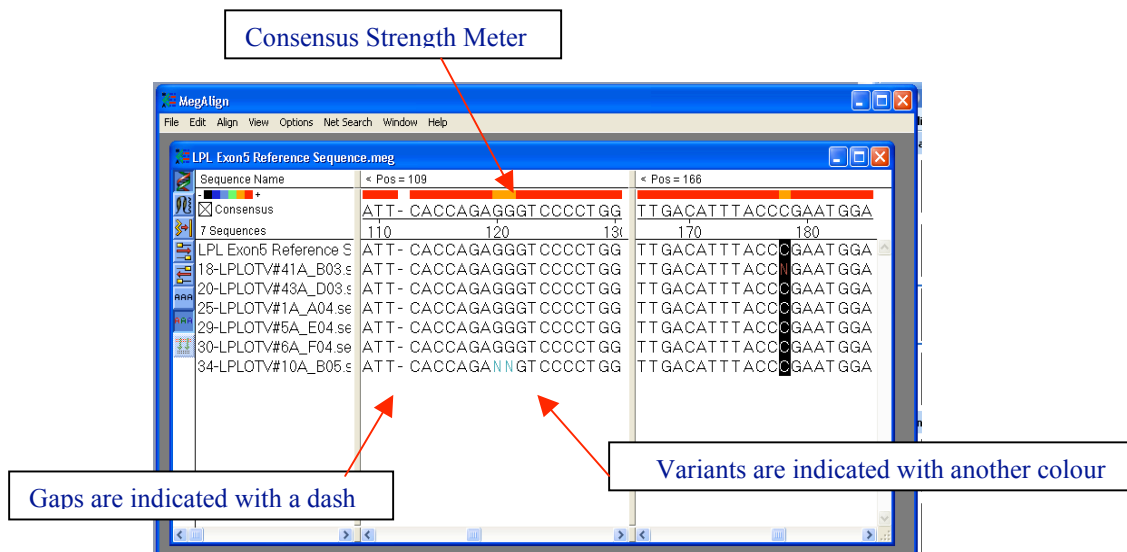 Consensus Strength Meter
MegAlign
File Edit Align View Options Net Search Window Help
LPL Exon5 Reference Sequence.meg
Sequence Name
< Pos = 109
< Pos = 166
- +
Consensus
ATT- CACCAGAGGGTCCCCTGG
TTGACATTTACCCGAATGGA
7 Sequences
110 120 13
170 180
LPL Exon5 Reference S ATT- CACCAGAGGGTCCCCTGG TTGACATTTACCCGAATGGA
18-LPLOTV#41A_B03.s ATT- CACCAGAGGGTCCCCTGG TTGACATTTACCNGAATGGA
20-LPLOTV#43A_D03.s ATT- CACCAGAGGGTCCCCTGG TTGACATTTACCCGAATGGA
25-LPLOTV#1A_A04.se ATT- CACCAGAGGGTCCCCTGG TTGACATTTACCCGAATGGA
29-LPLOTV#5A_E04.se ATT- CACCAGAGGGTCCCCTGG TTGACATTTACCCGAATGGA
30-LPLOTV#6A_F04.se ATT- CACCAGAGGGTCCCCTGG TTGACATTTACCCGAATGGA
34-LPLOTV#10A_B05.s ATT- CACCAGANNGTCCCCTGG TTGACATTTACCCGAATGGA
Variants are indicated with another colour
Gaps are indicated with a dash